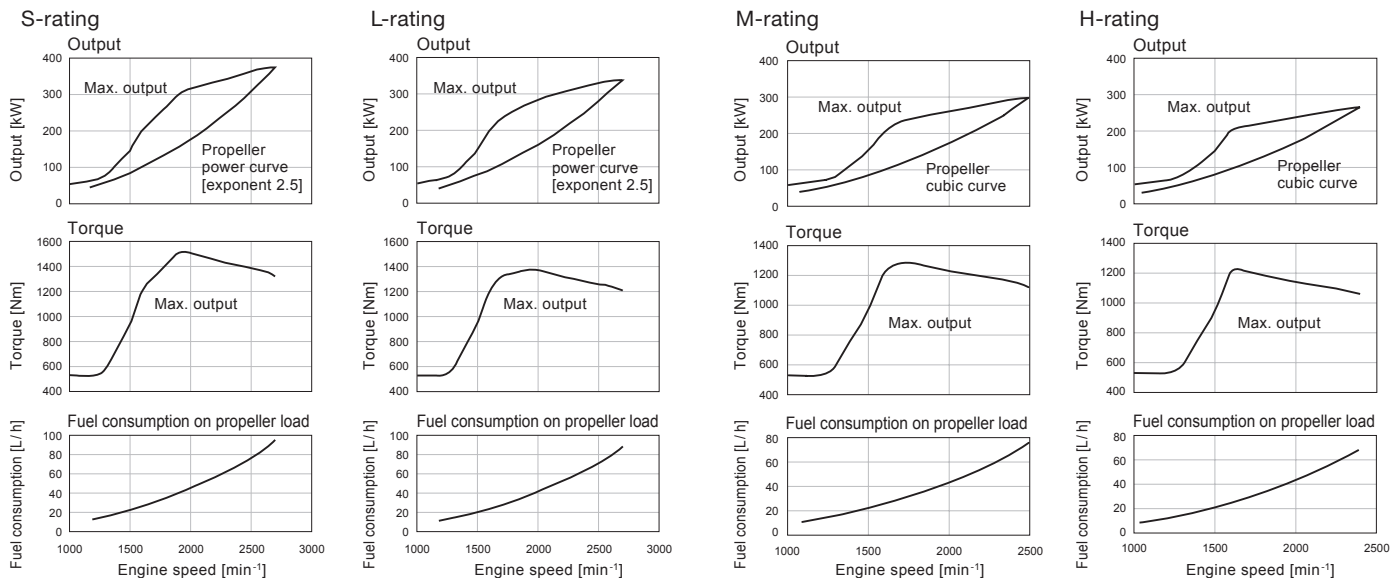 S-rating
Output
Output [kW]
400
300
200
100
0
Max. output
Propeller
power curve
[exponent 2.5]
Torque
Torque [Nm]
1600
1400
1200
1000
800
600
400
Max. output
Fuel consumption on propeller load
Fuel consumption [L/h]
100
80
60
40
20
0
1000 1500 2000 2500 3000
Engine speed [min⁻¹]
L-rating
Output
Output [kW]
400
300
200
100
0
Max. output
Propeller
power curve
[exponent 2.5]
Torque
Torque [Nm]
1600
1400
1200
1000
800
600
400
Max. output
Fuel consumption on propeller load
Fuel consumption [L/h]
100
80
60
40
20
0
1000 1500 2000 2500 3000
Engine speed [min⁻¹]
M-rating
Output
Output [kW]
400
300
200
100
0
Max. output
Propeller
cubic curve
Torque
Torque [Nm]
1400
1200
1000
800
600
400
Max. output
Fuel consumption on propeller load
Fuel consumption [L/h]
80
60
40
20
0
1000 1500 2000 2500
Engine speed [min⁻¹]
H-rating
Output
Output [kW]
400
300
200
100
0
Max. output
Propeller
cubic curve
Torque
Torque [Nm]
1400
1200
1000
800
600
400
Max. output
Fuel consumption on propeller load
Fuel consumption [L/h]
80
60
40
20
0
1000 1500 2000 2500
Engine speed [min⁻¹]